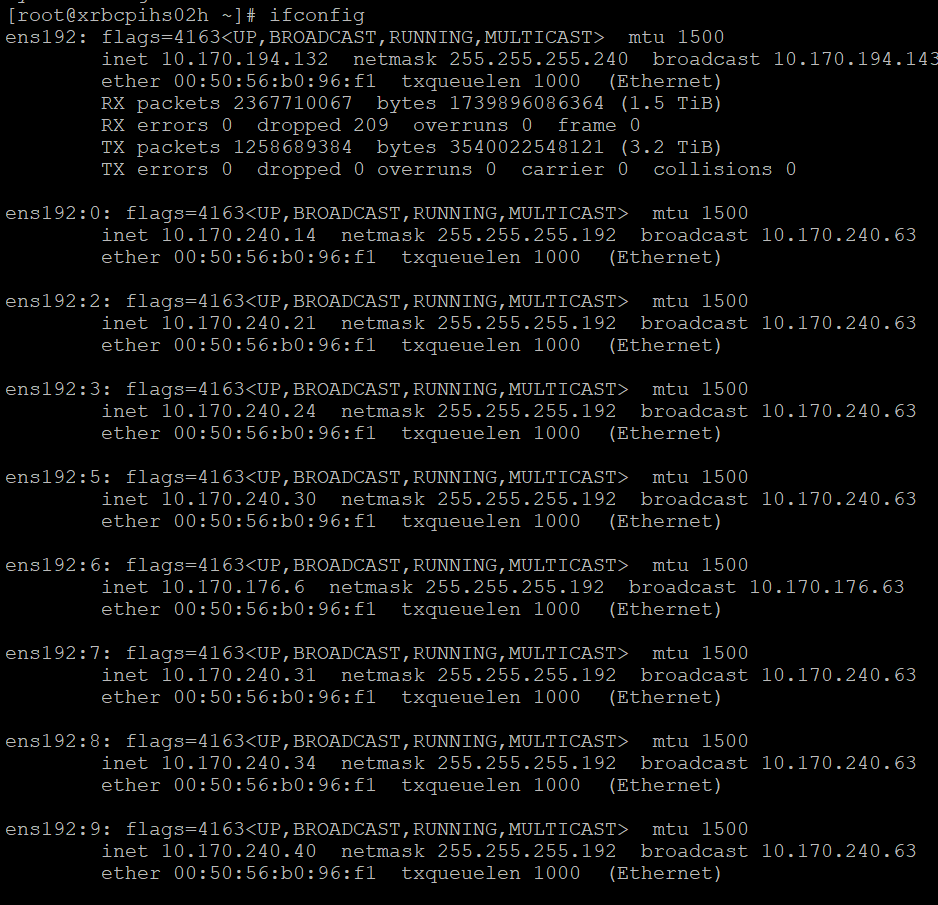 [root@xrbcpihs02h ~]# ifconfig
ens192: flags=4163<UP,BROADCAST,RUNNING,MULTICAST>  mtu 1500
        inet 10.170.194.132  netmask 255.255.255.240  broadcast 10.170.194.143
        ether 00:50:56:b0:96:f1  txqueuelen 1000  (Ethernet)
        RX packets 2367710067  bytes 1739896086364 (1.5 TiB)
        RX errors 0  dropped 209  overruns 0  frame 0
        TX packets 1258689384  bytes 3540022548121 (3.2 TiB)
        TX errors 0  dropped 0 overruns 0  carrier 0  collisions 0

ens192:0: flags=4163<UP,BROADCAST,RUNNING,MULTICAST>  mtu 1500
        inet 10.170.240.14  netmask 255.255.255.192  broadcast 10.170.240.63
        ether 00:50:56:b0:96:f1  txqueuelen 1000  (Ethernet)

ens192:2: flags=4163<UP,BROADCAST,RUNNING,MULTICAST>  mtu 1500
        inet 10.170.240.21  netmask 255.255.255.192  broadcast 10.170.240.63
        ether 00:50:56:b0:96:f1  txqueuelen 1000  (Ethernet)

ens192:3: flags=4163<UP,BROADCAST,RUNNING,MULTICAST>  mtu 1500
        inet 10.170.240.24  netmask 255.255.255.192  broadcast 10.170.240.63
        ether 00:50:56:b0:96:f1  txqueuelen 1000  (Ethernet)

ens192:5: flags=4163<UP,BROADCAST,RUNNING,MULTICAST>  mtu 1500
        inet 10.170.240.30  netmask 255.255.255.192  broadcast 10.170.240.63
        ether 00:50:56:b0:96:f1  txqueuelen 1000  (Ethernet)

ens192:6: flags=4163<UP,BROADCAST,RUNNING,MULTICAST>  mtu 1500
        inet 10.170.176.6  netmask 255.255.255.192  broadcast 10.170.176.63
        ether 00:50:56:b0:96:f1  txqueuelen 1000  (Ethernet)

ens192:7: flags=4163<UP,BROADCAST,RUNNING,MULTICAST>  mtu 1500
        inet 10.170.240.31  netmask 255.255.255.192  broadcast 10.170.240.63
        ether 00:50:56:b0:96:f1  txqueuelen 1000  (Ethernet)

ens192:8: flags=4163<UP,BROADCAST,RUNNING,MULTICAST>  mtu 1500
        inet 10.170.240.34  netmask 255.255.255.192  broadcast 10.170.240.63
        ether 00:50:56:b0:96:f1  txqueuelen 1000  (Ethernet)

ens192:9: flags=4163<UP,BROADCAST,RUNNING,MULTICAST>  mtu 1500
        inet 10.170.240.40  netmask 255.255.255.192  broadcast 10.170.240.63
        ether 00:50:56:b0:96:f1  txqueuelen 1000  (Ethernet)